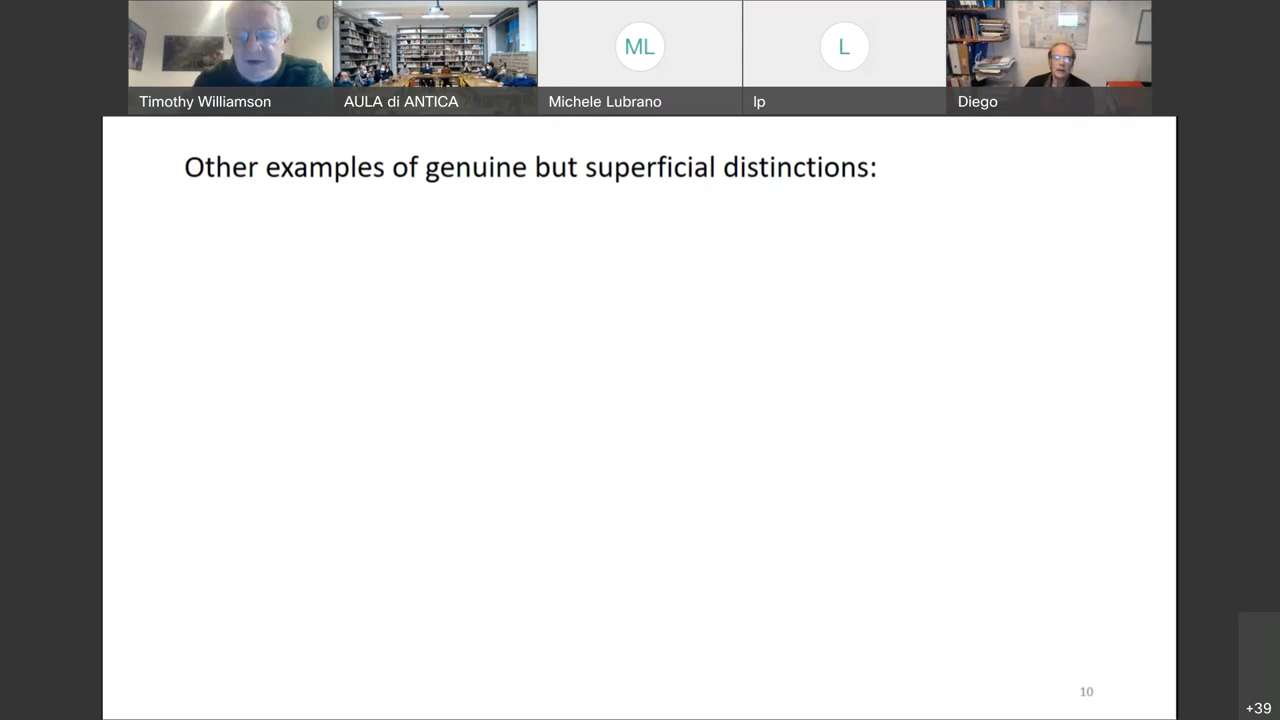 Timothy Williamson
AULA di ANTICA
ML
Michele Lubrano
L
lp
Diego
Other examples of genuine but superficial distinctions:
10
+39